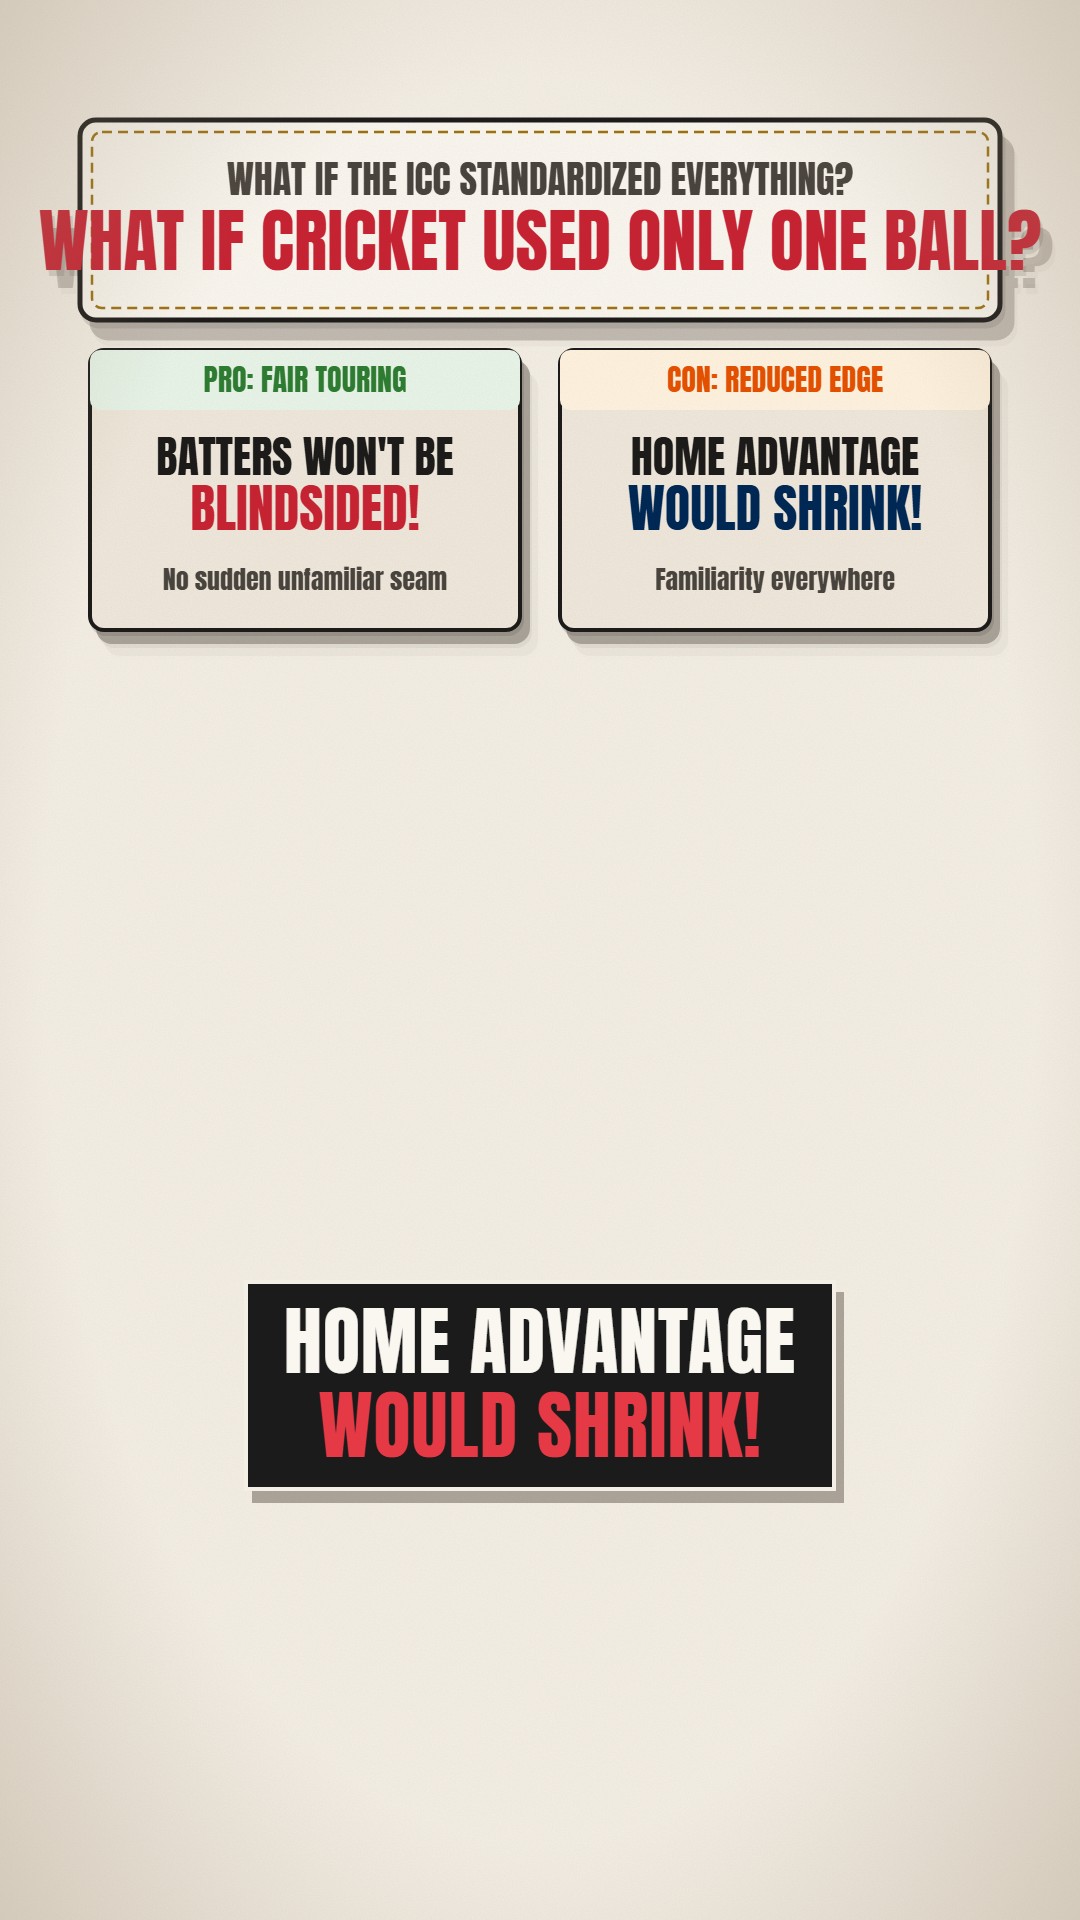 WHAT IF THE ICC STANDARDIZED EVERYTHING?
WHAT IF CRICKET USED ONLY ONE BALL?
PRO: FAIR TOURING
BATTERS WON'T BE
BLINDSIDED!
No sudden unfamiliar seam
CON: REDUCED EDGE
HOME ADVANTAGE
WOULD SHRINK!
Familiarity everywhere
HOME ADVANTAGE
WOULD SHRINK!